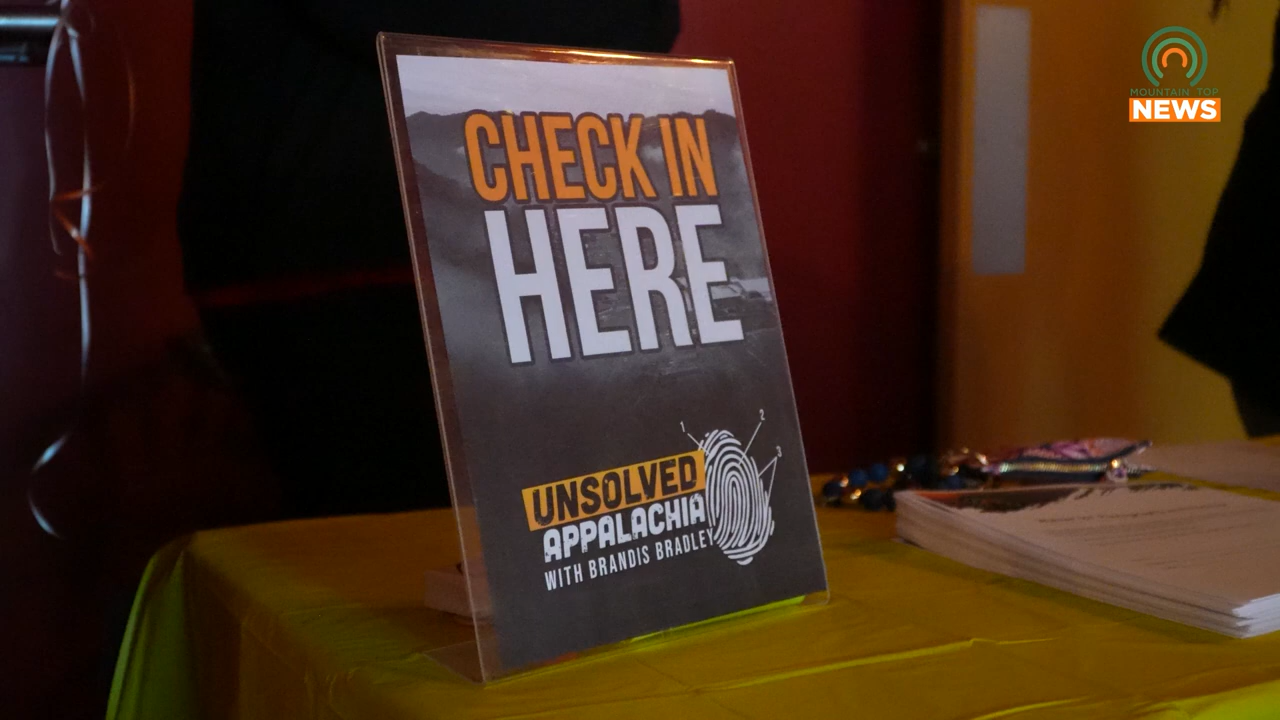 MOUNTAIN TOP
NEWS
CHECK IN
HERE
1
2
3
UNSOLVED
APPALACHIA
WITH BRANDIS BRADLEY